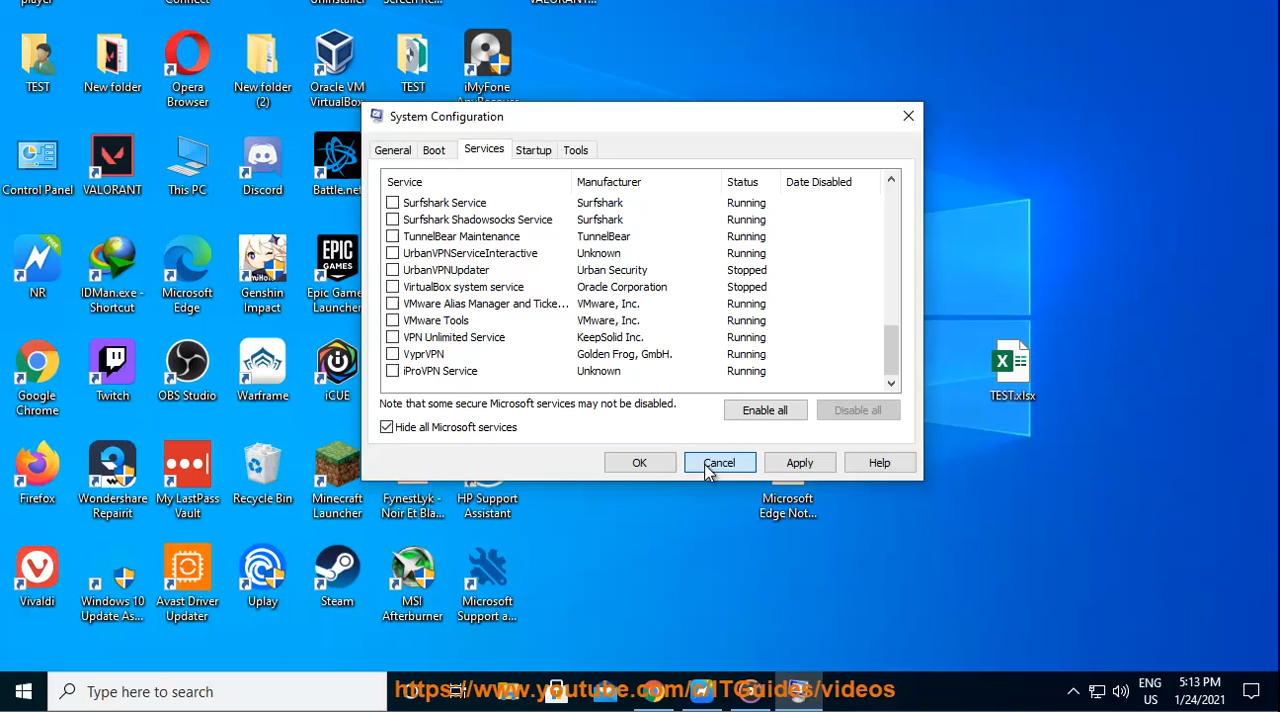 player
Connect
Uninstaller
Screen Re...
VALORANT...
TEST
New folder
Opera Browser
New folder (2)
Oracle VM VirtualBox
TEST
iMyFone
Control Panel
VALORANT
This PC
Discord
Battle.net
NR
IDMan.exe - Shortcut
Microsoft Edge
Genshin Impact
Epic Game Launcher
Google Chrome
Twitch
OBS Studio
Warframe
iCUE
Firefox
Wondershare Repairit
My LastPass Vault
Recycle Bin
Minecraft Launcher
FynestLyk - Noir Et Bla...
HP Support Assistant
Microsoft Edge Not...
Vivaldi
Windows 10 Update As...
Avast Driver Updater
Uplay
Steam
MSI Afterburner
Microsoft Support a...
TEST.xlsx
System Configuration
General Boot Services Startup Tools
Service Manufacturer Status Date Disabled
Surfshark Service Surfshark Running
Surfshark Shadowsocks Service Surfshark Running
TunnelBear Maintenance TunnelBear Running
UrbanVPNServiceInteractive Unknown Running
UrbanVPNUpdater Urban Security Stopped
VirtualBox system service Oracle Corporation Stopped
VMware Alias Manager and Ticke... VMware, Inc. Running
VMware Tools VMware, Inc. Running
VPN Unlimited Service KeepSolid Inc. Running
VyprVPN Golden Frog, GmbH. Running
iProVPN Service Unknown Running
Note that some secure Microsoft services may not be disabled.
Enable all Disable all
Hide all Microsoft services
OK Cancel Apply Help
Type here to search
https://www.youtube.com/c/ITGuides/videos
ENG
US
5:13 PM
1/24/2021